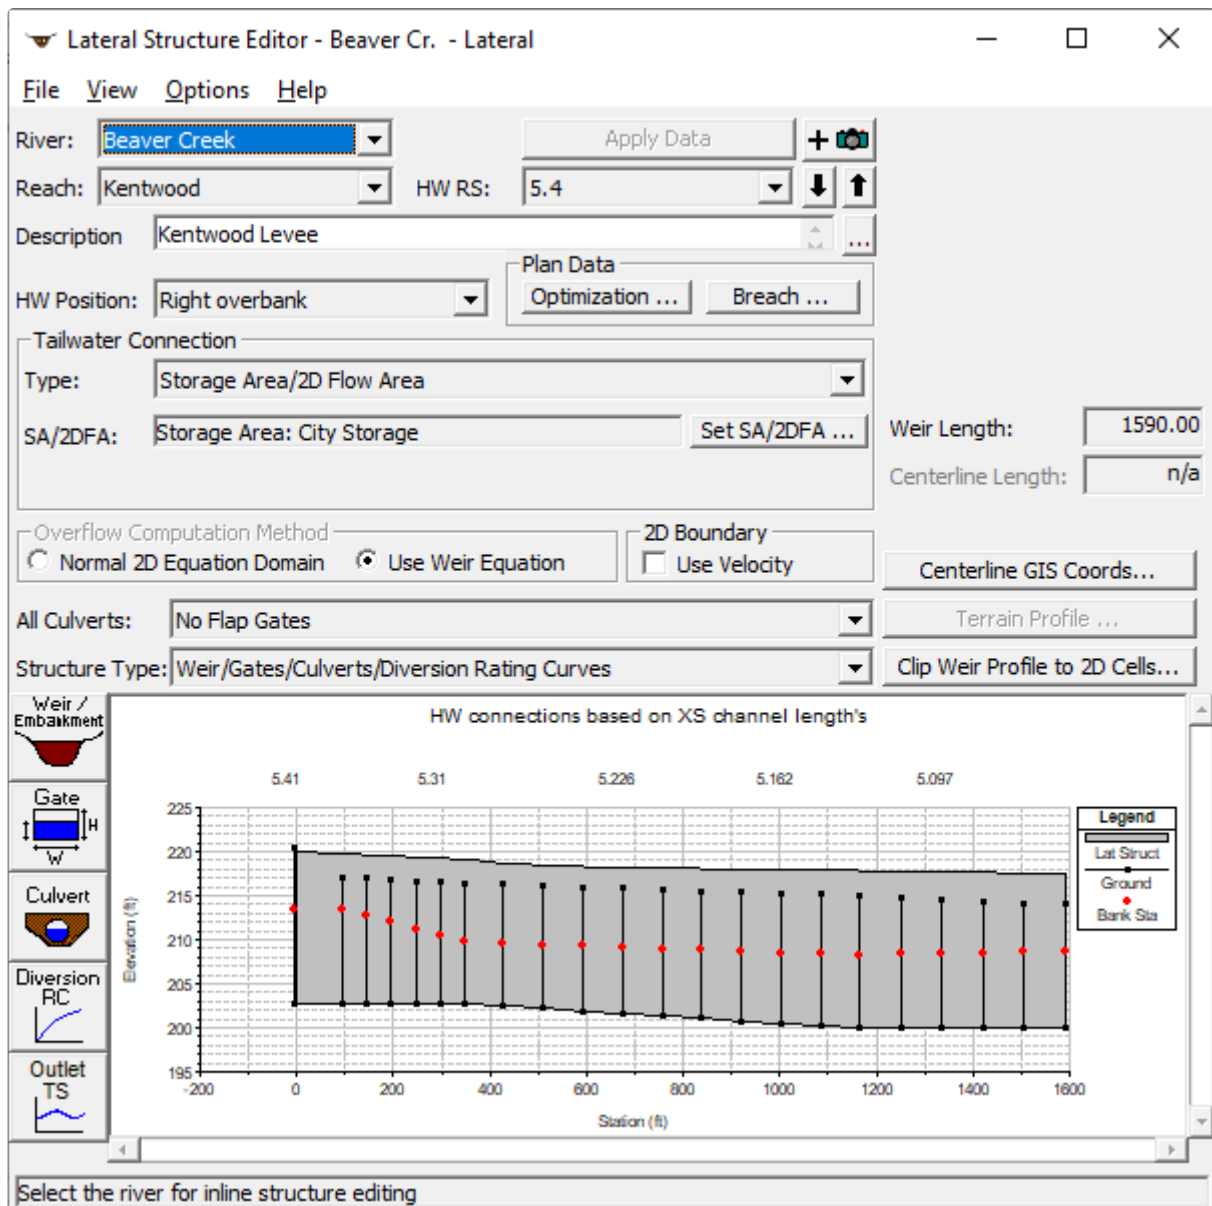 Lateral Structure Editor - Beaver Cr.  - Lateral
File View Options Help
River: Beaver Creek Apply Data +
Reach: Kentwood HW RS: 5.4
Description Kentwood Levee ...
Plan Data
HW Position: Right overbank Optimization ... Breach ...
Tailwater Connection
Type: Storage Area/2D Flow Area
SA/2DFA: Storage Area: City Storage Set SA/2DFA ... Weir Length: 1590.00
Centerline Length: n/a
Overflow Computation Method 2D Boundary
Normal 2D Equation Domain Use Weir Equation Use Velocity Centerline GIS Coords...
All Culverts: No Flap Gates Terrain Profile ...
Structure Type: Weir/Gates/Culverts/Diversion Rating Curves Clip Weir Profile to 2D Cells...
Weir /
Embankment
Gate
H
W
Culvert
Diversion
RC
Outlet
TS
HW connections based on XS channel length's
5.41 5.31 5.226 5.162 5.097
225
220
215
210
205
200
195
Elevation (ft)
-200 0 200 400 600 800 1000 1200 1400 1600
Station (ft)
Legend
Lat Struct
Ground
Bank Sta
Select the river for inline structure editing